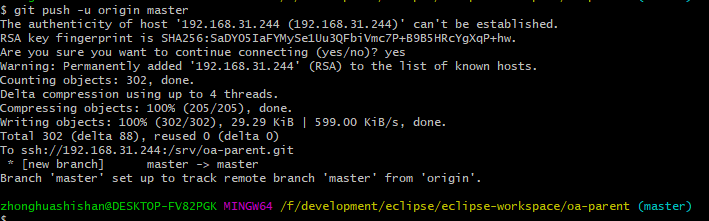 $ git push -u origin master
The authenticity of host '192.168.31.244 (192.168.31.244)' can't be established.
RSA key fingerprint is SHA256:SaDYO5IaFYMySe1Uu3QFbiVmc7P+B9B5HRcYgXqP+hw.
Are you sure you want to continue connecting (yes/no)? yes
Warning: Permanently added '192.168.31.244' (RSA) to the list of known hosts.
Counting objects: 302, done.
Delta compression using up to 4 threads.
Compressing objects: 100% (205/205), done.
Writing objects: 100% (302/302), 29.29 KiB | 599.00 KiB/s, done.
Total 302 (delta 88), reused 0 (delta 0)
To ssh://192.168.31.244:/srv/oa-parent.git
 * [new branch]      master -> master
Branch 'master' set up to track remote branch 'master' from 'origin'.

zhonghuashishan@DESKTOP-FV82PGK MINGW64 /f/development/eclipse/eclipse-workspace/oa-parent (master)
$